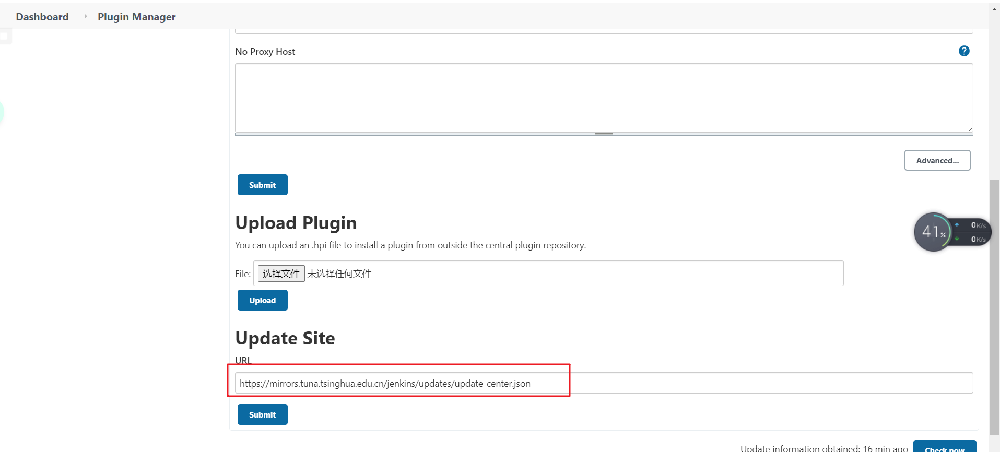 Dashboard Plugin Manager
No Proxy Host
?
Advanced...
Submit
Upload Plugin
You can upload an .hpi file to install a plugin from outside the central plugin repository.
41% 0K/s
0K/s
File: 选择文件 未选择任何文件
Upload
Update Site
URL
https://mirrors.tuna.tsinghua.edu.cn/jenkins/updates/update-center.json
Submit
Update information obtained: 16 min ago Check now